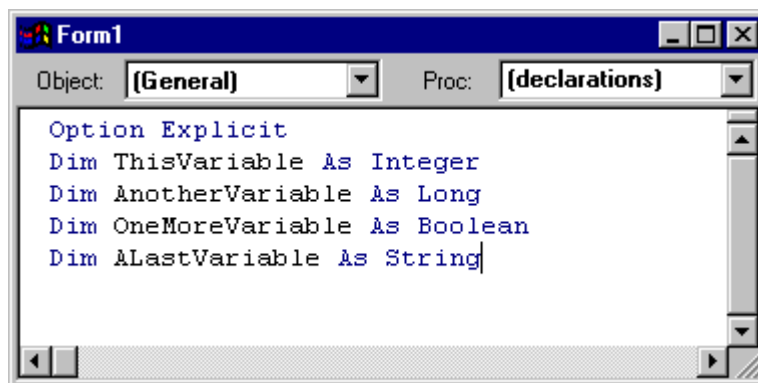 Form1
Object: (General) Proc: (declarations)
Option Explicit
Dim ThisVariable As Integer
Dim AnotherVariable As Long
Dim OneMoreVariable As Boolean
Dim ALastVariable As String